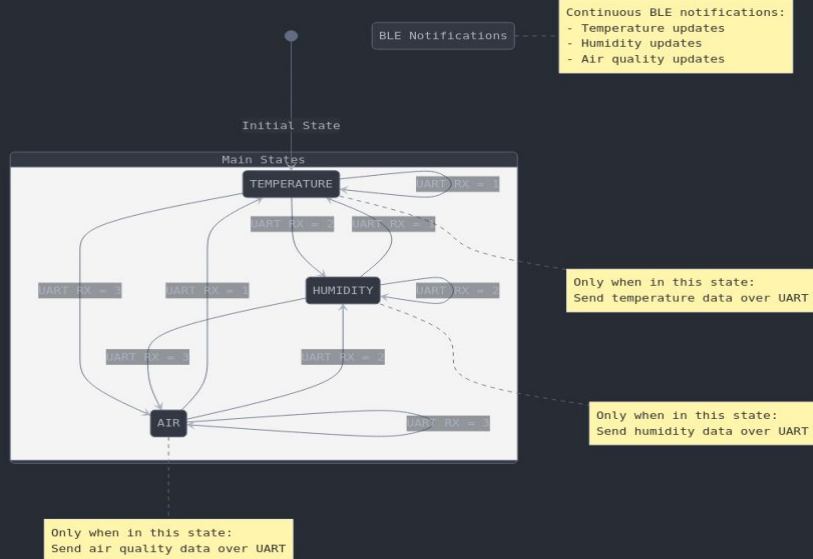 Continuous BLE notifications:
- Temperature updates
- Humidity updates
- Air quality updates
BLE Notifications
Initial State
Main States
TEMPERATURE
UART RX = 1
UART RX = 2
UART RX = 1
UART RX = 3
UART RX = 1
HUMIDITY
UART RX = 2
Only when in this state:
Send temperature data over UART
UART RX = 3
UART RX = 2
AIR
UART RX = 3
Only when in this state:
Send humidity data over UART
Only when in this state:
Send air quality data over UART